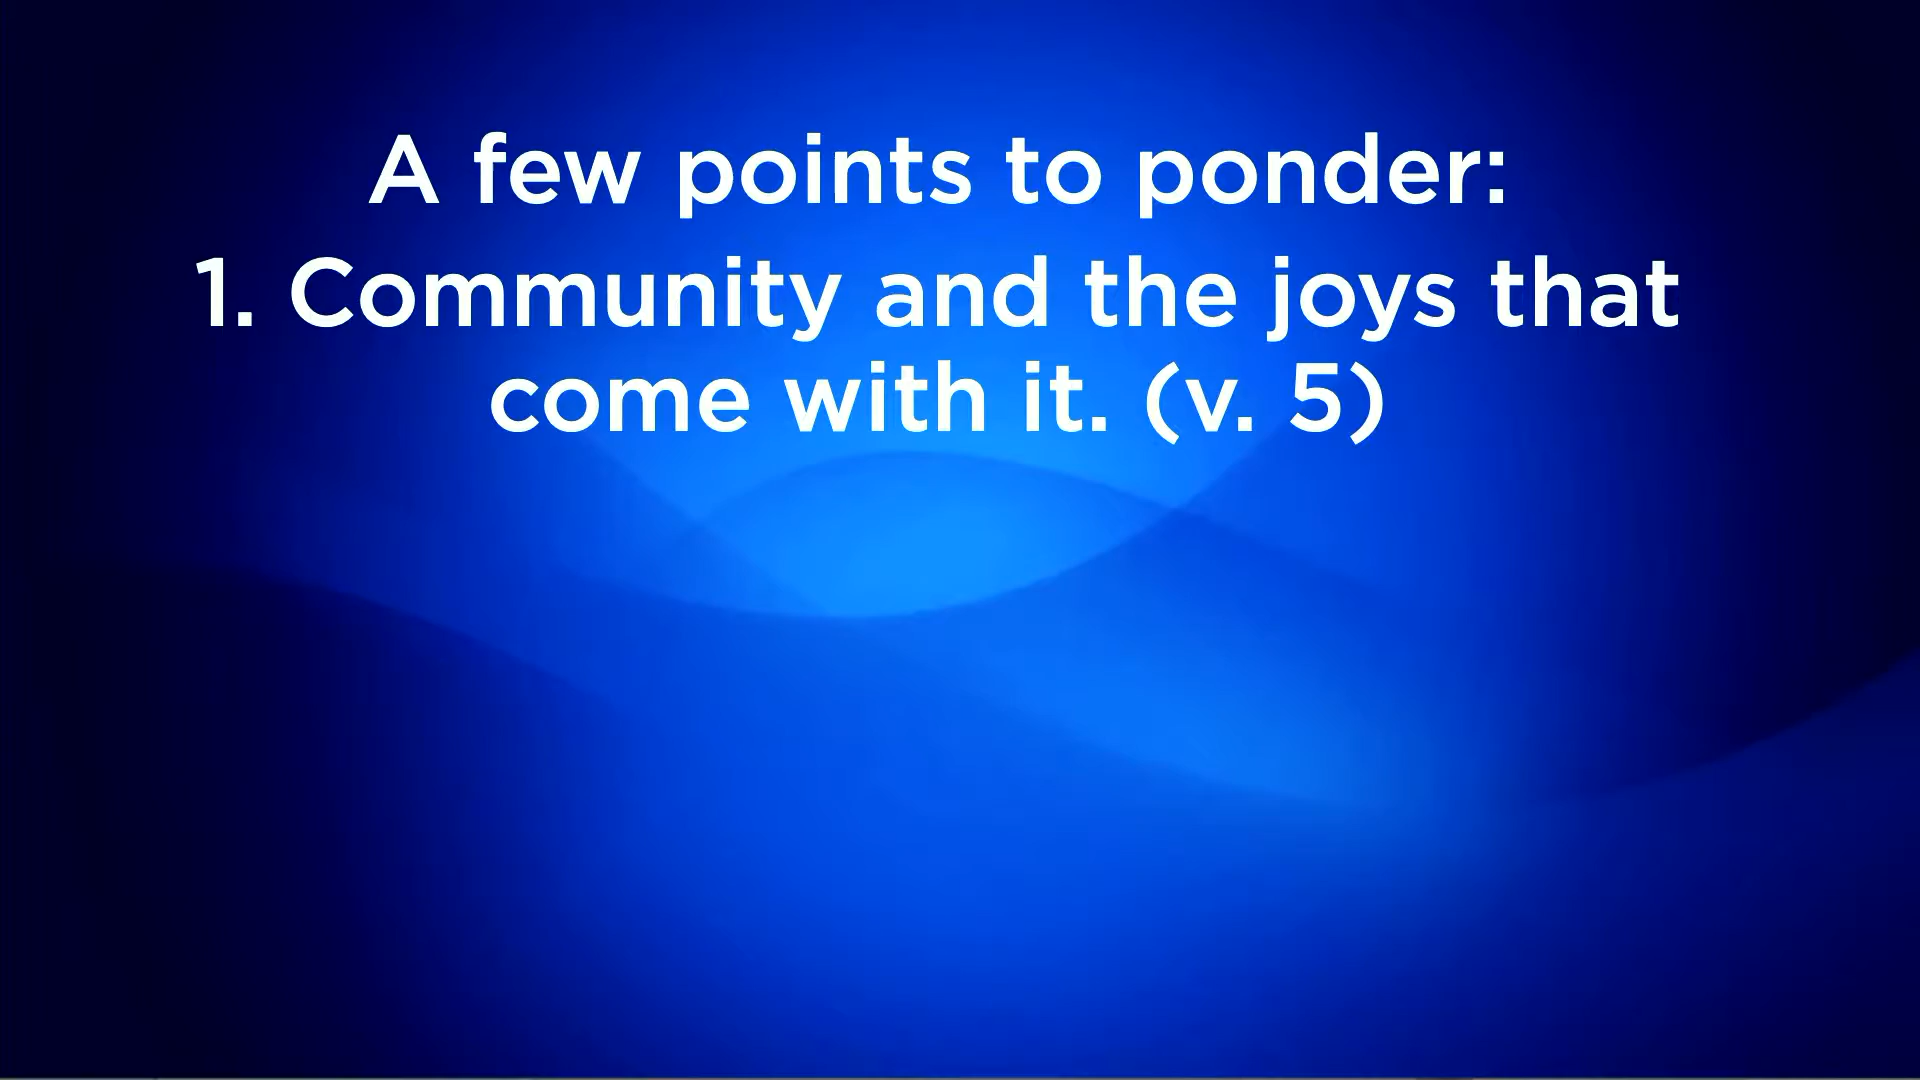 A few points to ponder:
1. Community and the joys that
come with it. (v. 5)